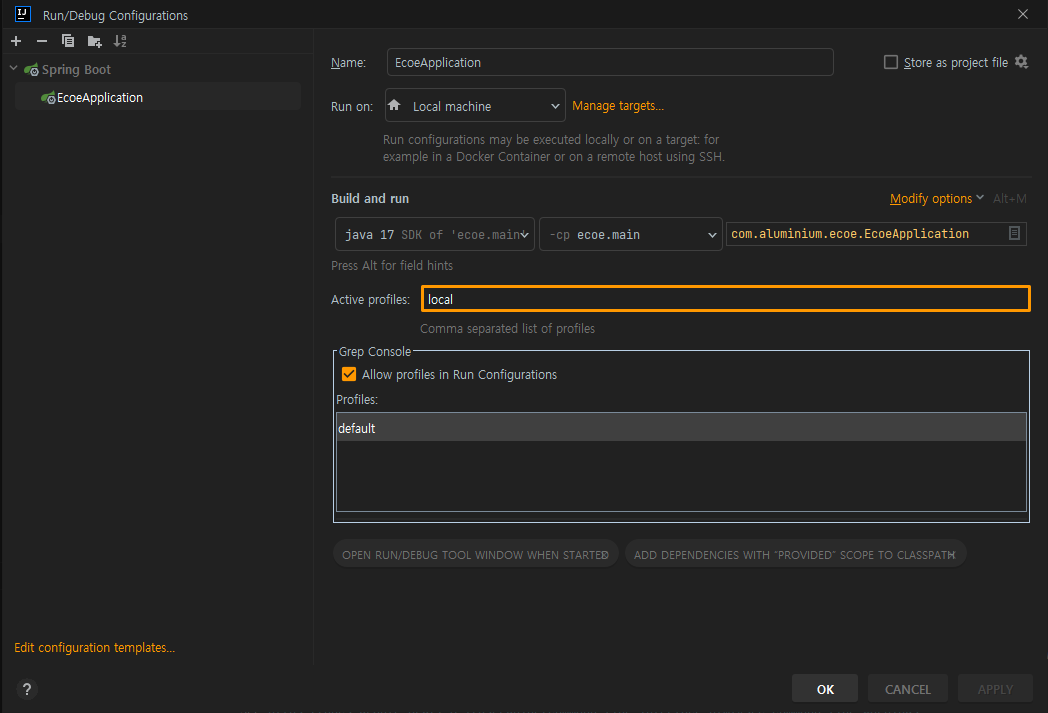 Run/Debug Configurations
Spring Boot
EcoeApplication
Name: EcoeApplication Store as project file
Run on: Local machine Manage targets...
Run configurations may be executed locally or on a target: for
example in a Docker Container or on a remote host using SSH.
Build and run Modify options Alt+M
java 17 SDK of 'ecoe.main' -cp ecoe.main com.aluminium.ecoe.EcoeApplication
Press Alt for field hints
Active profiles: local
Comma separated list of profiles
Grep Console
Allow profiles in Run Configurations
Profiles:
default
OPEN RUN/DEBUG TOOL WINDOW WHEN STARTED ADD DEPENDENCIES WITH “PROVIDED” SCOPE TO CLASSPATH
Edit configuration templates...
? OK CANCEL APPLY